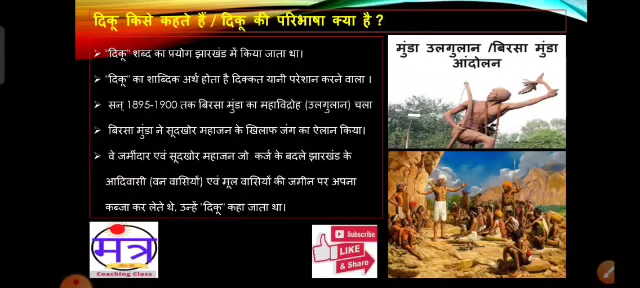 दिकू किसे कहते हैं / दिकू की परिभाषा क्या है ?
"दिकू" शब्द का प्रयोग झारखंड में किया जाता था।
"दिकू" का शाब्दिक अर्थ होता है दिक्कत यानी परेशान करने वाला ।
सन् 1895-1900 तक बिरसा मुंडा का महाविद्रोह (उलगुलान) चला
बिरसा मुंडा ने सूदखोर महाजन के खिलाफ जंग का ऐलान किया।
वे जमींदार एवं सूदखोर महाजन जो कर्ज के बदले झारखंड के
आदिवासी (वन वासियों) एवं मूल वासियों की जमीन पर अपना
कब्जा कर लेते थे, उन्हें "दिकू" कहा जाता था।
मुंडा उलगुलान /बिरसा मुंडा
आंदोलन
मंत्र
Coaching Class
Subscribe
LIKE
& Share